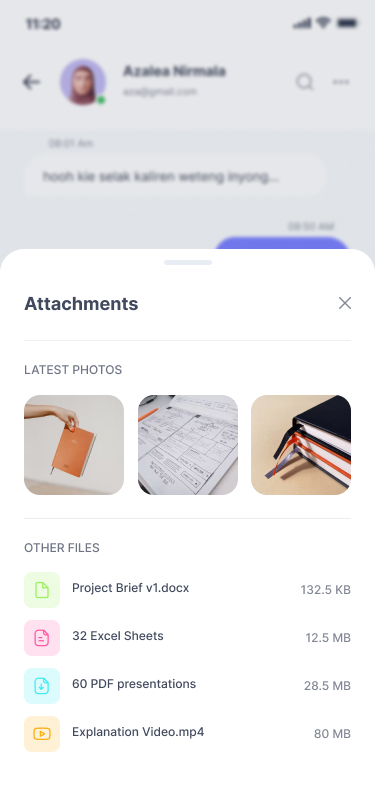 11:20
Azalea Nirmala
aza@gmail.com
08:01 Am
hooh kie selak kaliren weteng inyong...
08:50 AM
Attachments
LATEST PHOTOS
OTHER FILES
Project Brief v1.docx
132.5 KB
32 Excel Sheets
12.5 MB
60 PDF presentations
28.5 MB
Explanation Video.mp4
80 MB